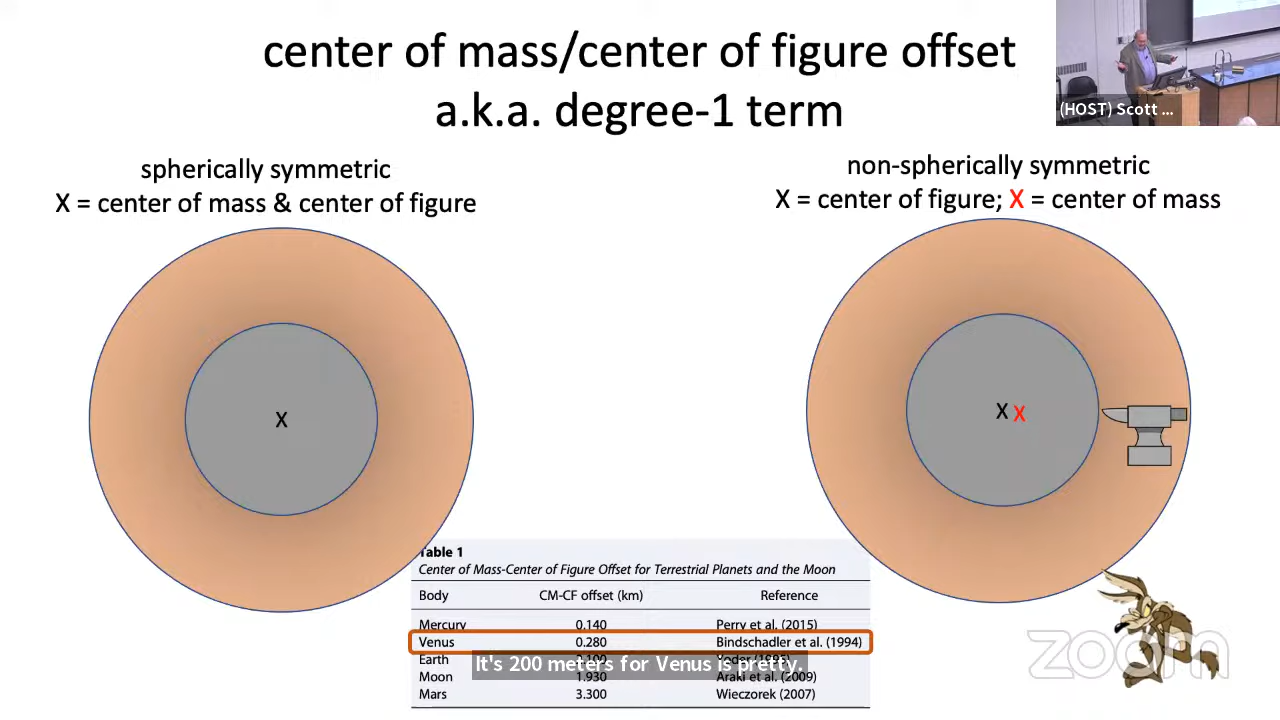 center of mass/center of figure offset
a.k.a. degree-1 term
(HOST) Scott ...
spherically symmetric
X = center of mass & center of figure
non-spherically symmetric
X = center of figure; X = center of mass
X
X X
Table 1
Center of Mass-Center of Figure Offset for Terrestrial Planets and the Moon
Body CM-CF offset (km) Reference
Mercury 0.140 Perry et al. (2015)
Venus 0.280 Bindschadler et al. (1994)
Earth
It's 200 meters for Venus is pretty.
Moon 1.930 Araki et al. (2009)
Mars 3.300 Wieczorek (2007)
zoom